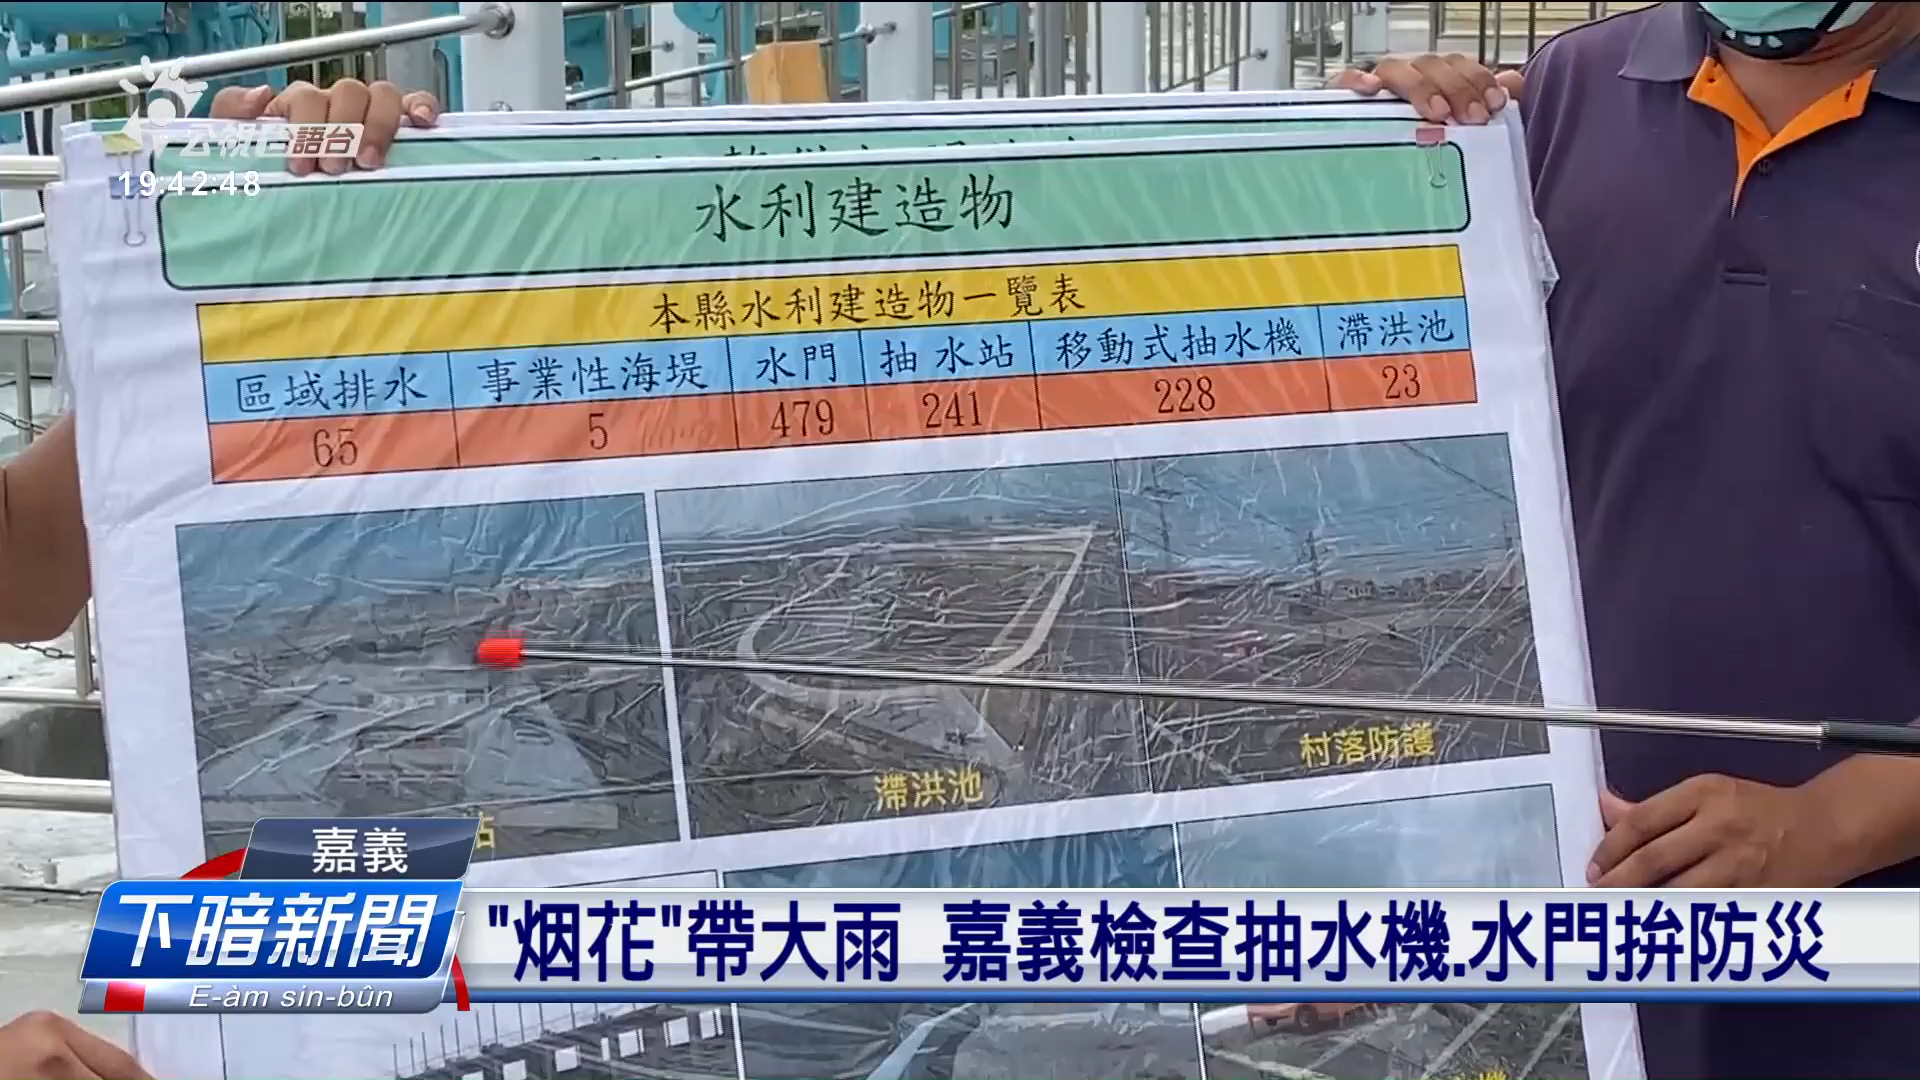 公視台語台
19:42:48
水利建造物
本縣水利建造物一覽表
區域排水 事業性海堤 水門 抽水站 移動式抽水機 滯洪池
65 5 479 241 228 23
村落防護
滯洪池
站
嘉義
下暗新聞
E-àm sin-bûn
"烟花"帶大雨 嘉義檢查抽水機.水門拚防災